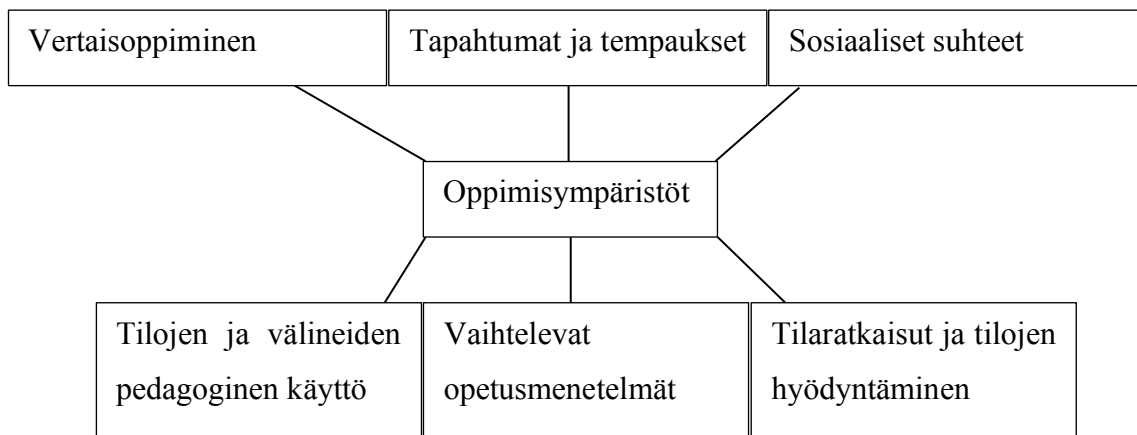 Vertaisoppiminen
Tapahtumat ja tempaukset
Sosiaaliset suhteet
Oppimisympäristöt
Tilojen ja välineiden
pedagoginen käyttö
Vaihtelevat
opetusmenetelmät
Tilaratkaisut ja tilojen
hyödyntäminen